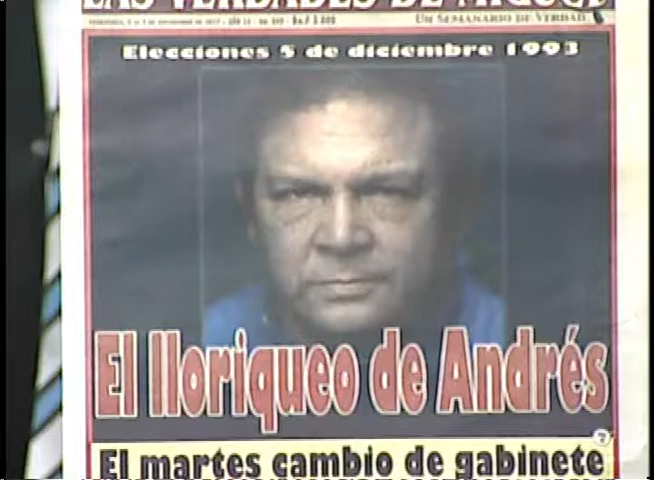 LAS VERDADES DE MIGUEL
UN SEMANARIO DE VERDAD
Elecciones 5 de diciembre 1993
El lloriqueo de Andrés
7
El martes cambio de gabinete